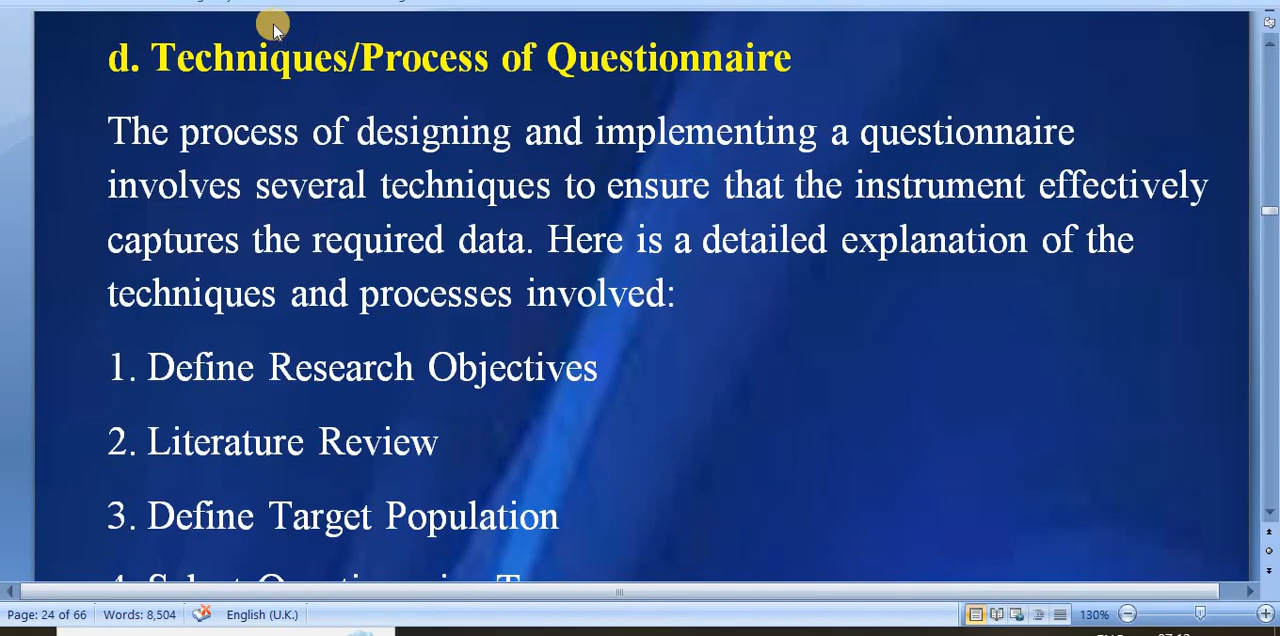 d. Techniques/Process of Questionnaire
The process of designing and implementing a questionnaire
involves several techniques to ensure that the instrument effectively
captures the required data. Here is a detailed explanation of the
techniques and processes involved:
1. Define Research Objectives
2. Literature Review
3. Define Target Population
Page: 24 of 66 Words: 8,504 English (U.K.) 130%